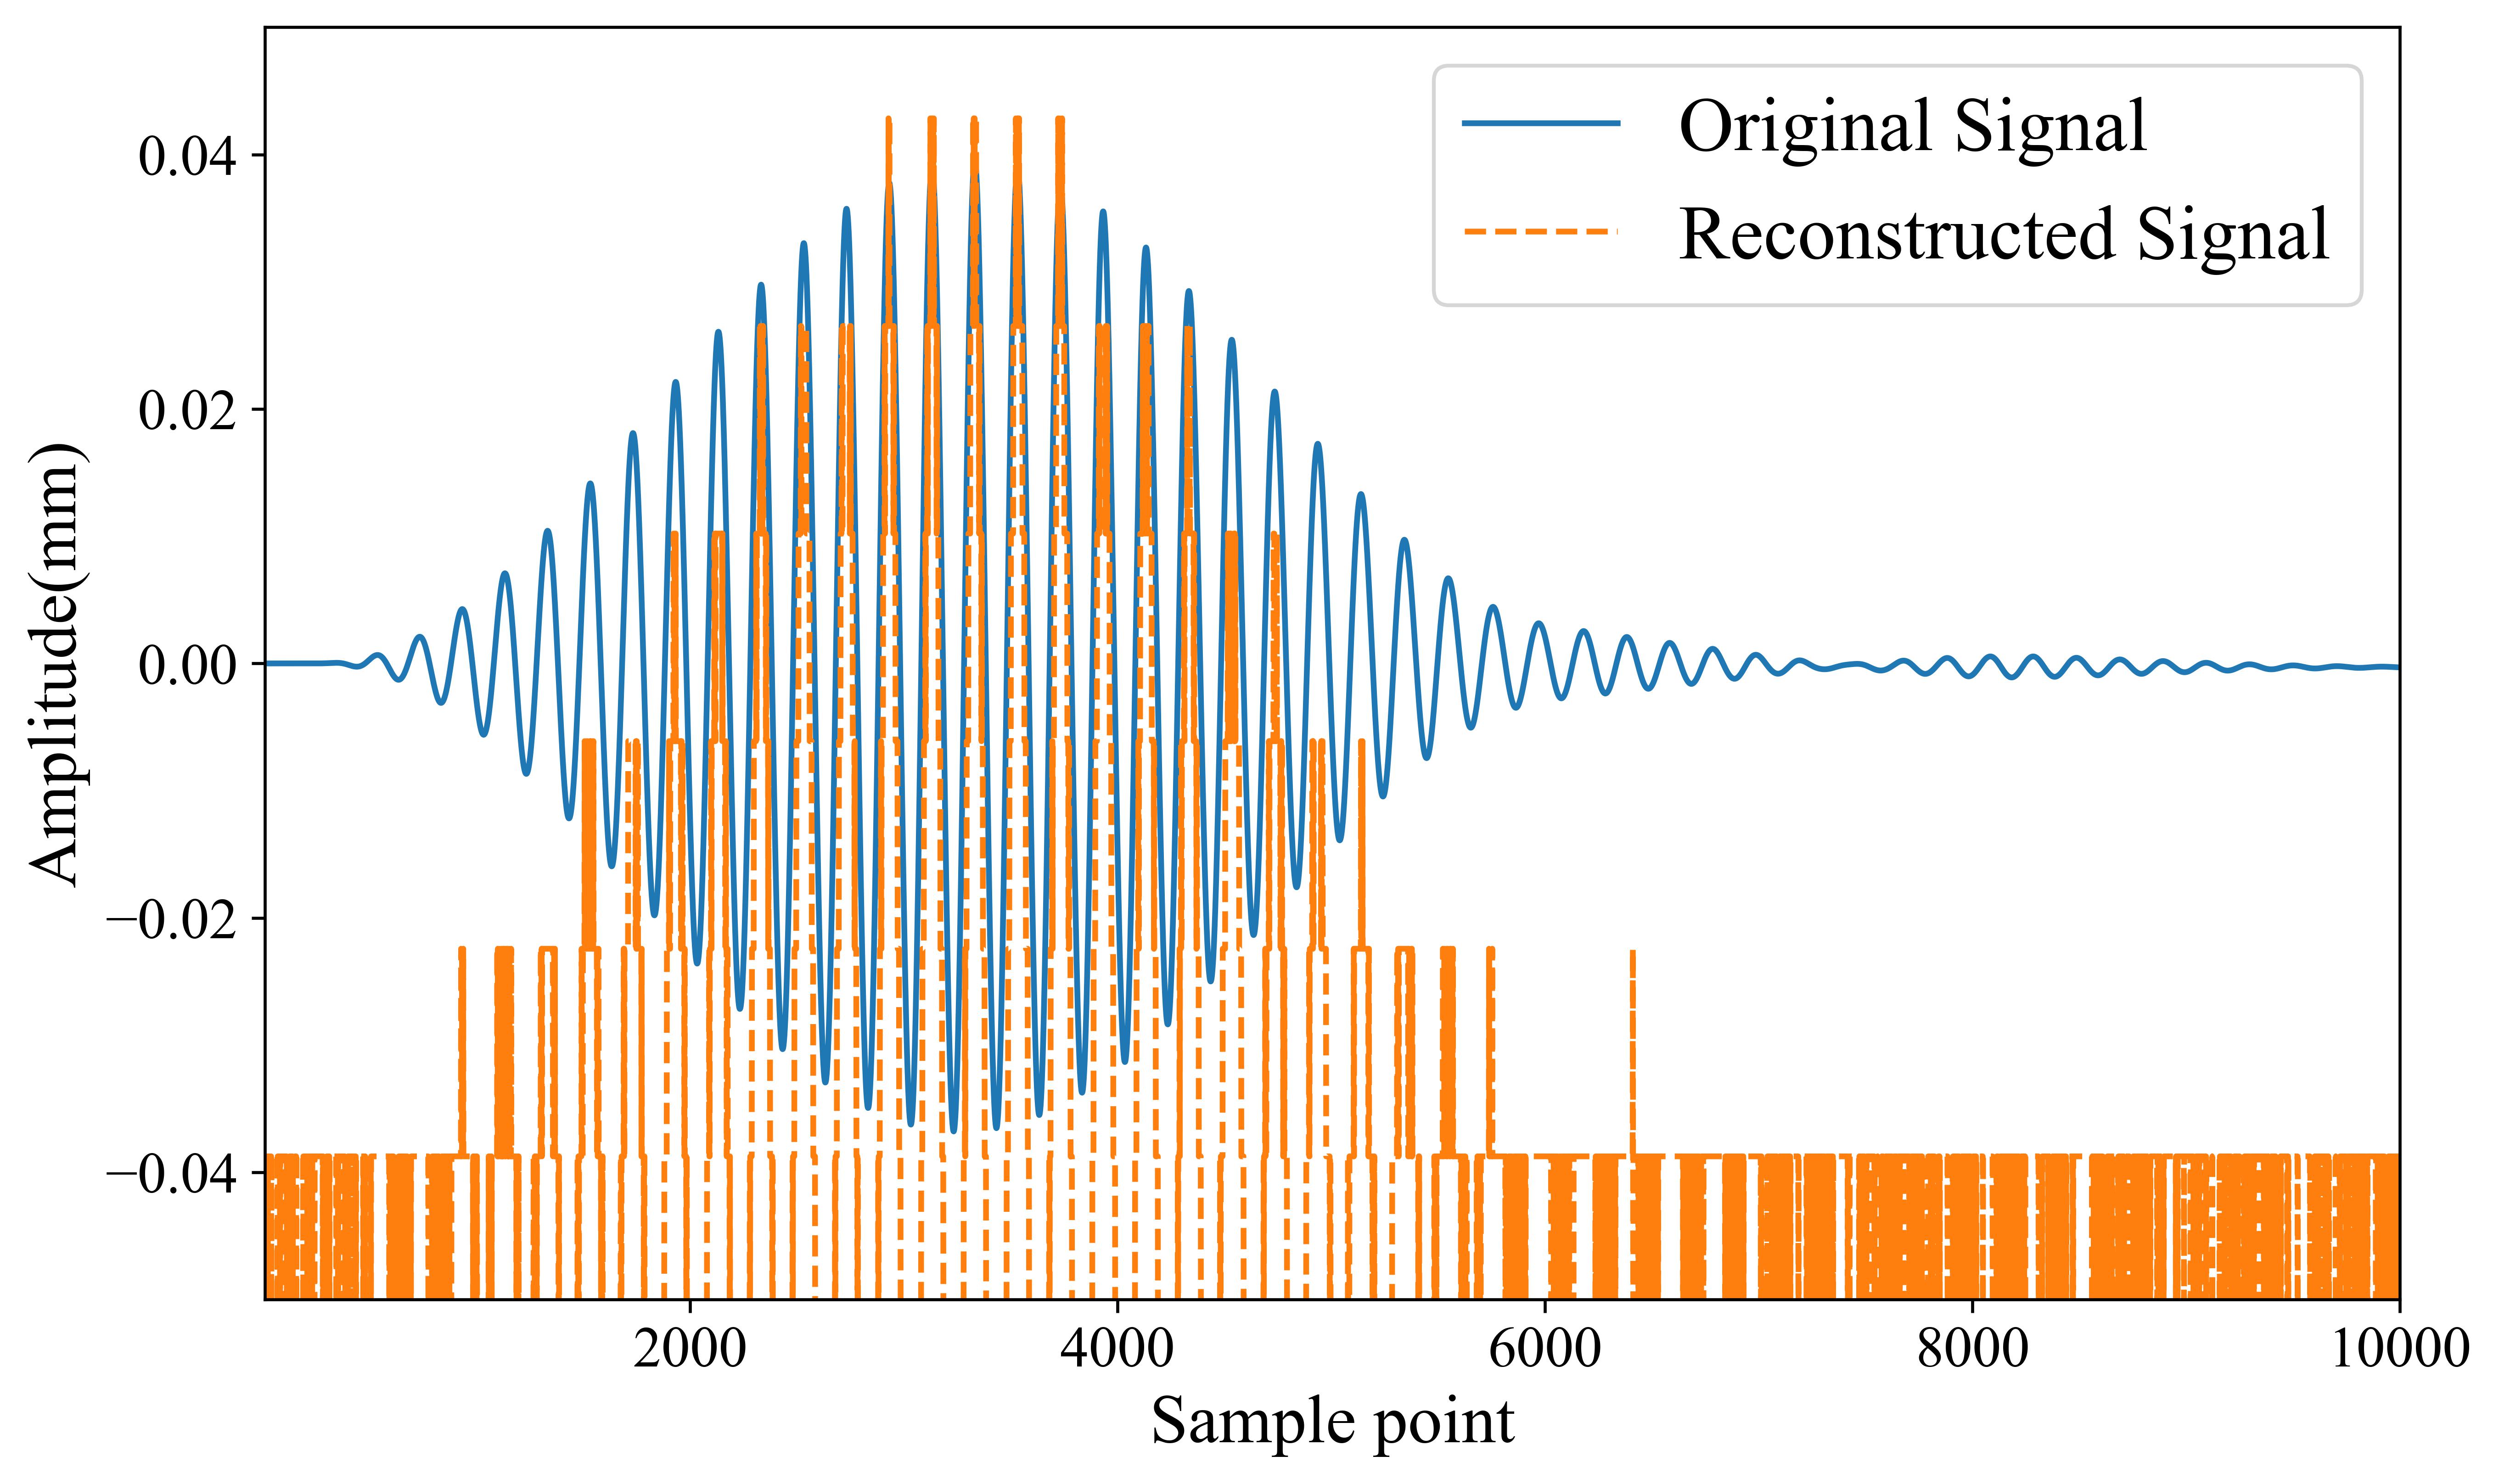 Original Signal
Reconstructed Signal
Amplitude(mm)
0.04
0.02
0.00
−0.02
−0.04
2000 4000 6000 8000 10000
Sample point